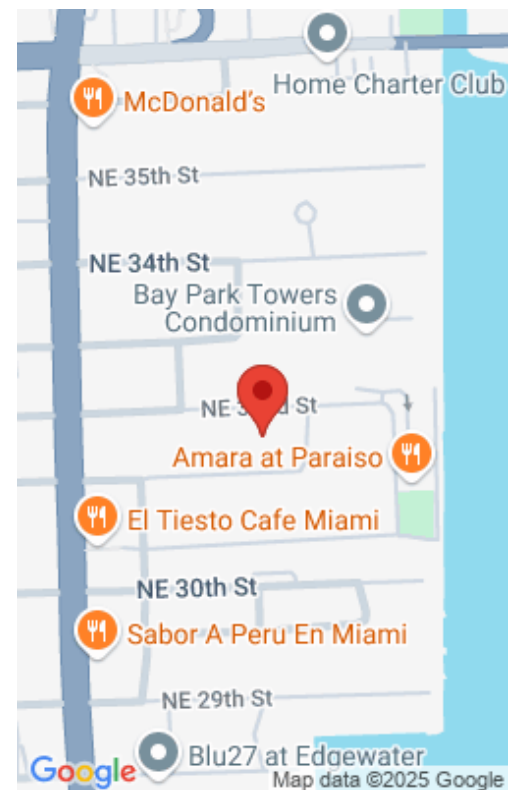 Home Charter Club
McDonald's
NE 35th St
NE 34th St
Bay Park Towers
Condominium
NE St
Amara at Paraiso
El Tiesto Cafe Miami
NE 30th St
Sabor A Peru En Miami
NE 29th St
Blu27 at Edgewater
Google
Map data ©2025 Google